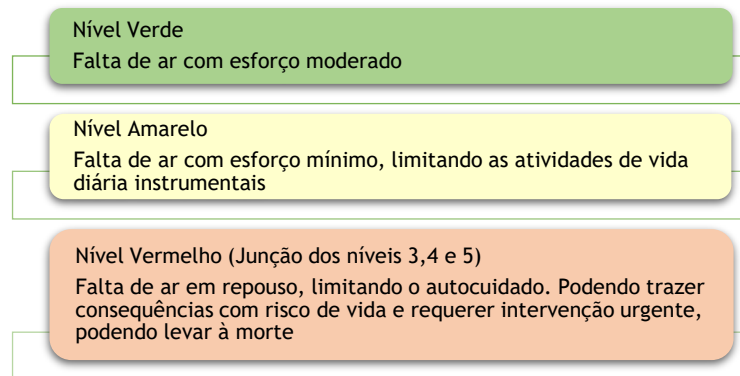 Nível Verde
Falta de ar com esforço moderado
Nível Amarelo
Falta de ar com esforço mínimo, limitando as atividades de vida
diária instrumentais
Nível Vermelho (Junção dos níveis 3,4 e 5)
Falta de ar em repouso, limitando o autocuidado. Podendo trazer
consequências com risco de vida e requerer intervenção urgente,
podendo levar à morte